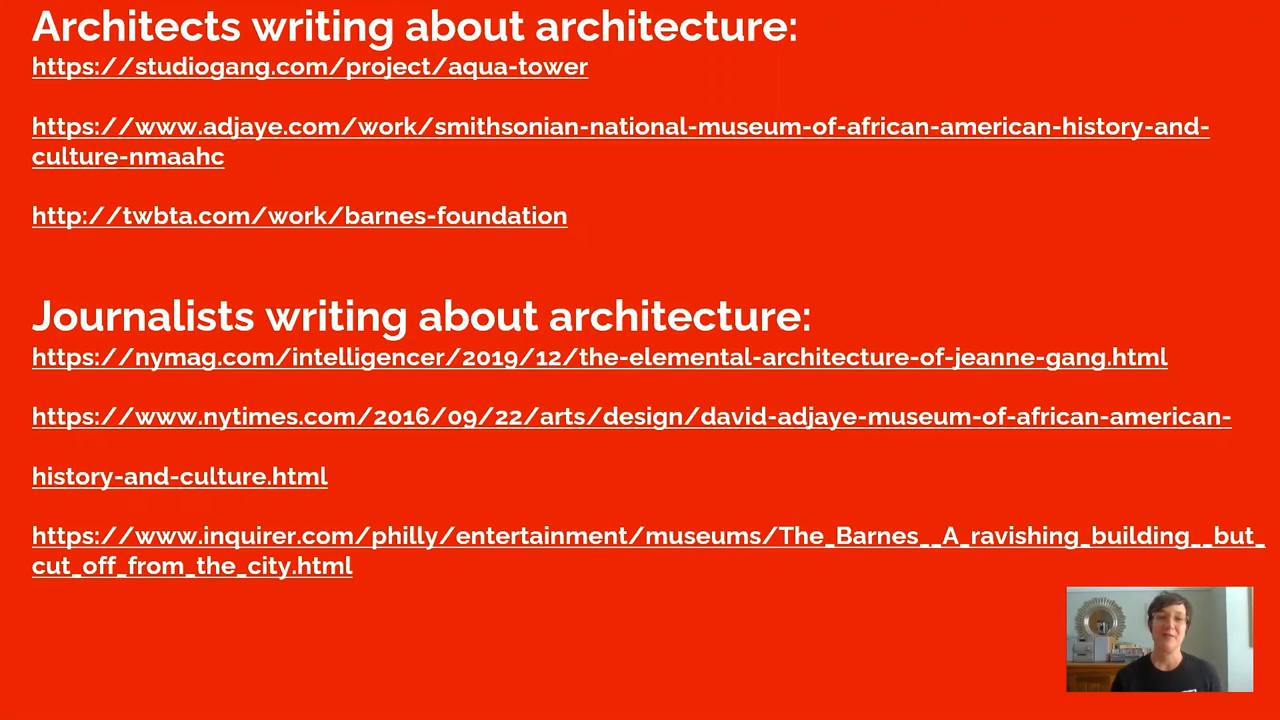 Architects writing about architecture:
https://studiogang.com/project/aqua-tower
https://www.adjaye.com/work/smithsonian-national-museum-of-african-american-history-and-
culture-nmaahc
http://twbta.com/work/barnes-foundation
Journalists writing about architecture:
https://nymag.com/intelligencer/2019/12/the-elemental-architecture-of-jeanne-gang.html
https://www.nytimes.com/2016/09/22/arts/design/david-adjaye-museum-of-african-american-
history-and-culture.html
https://www.inquirer.com/philly/entertainment/museums/The_Barnes__A_ravishing_building__but_
cut_off_from_the_city.html